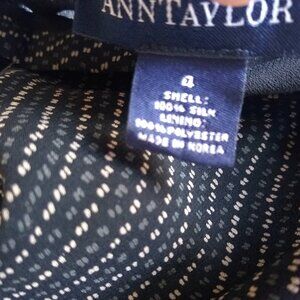 ANNTAYLOR
4
SHELL:
100% SILK
LINING:
100% POLYESTER
MADE IN KOREA